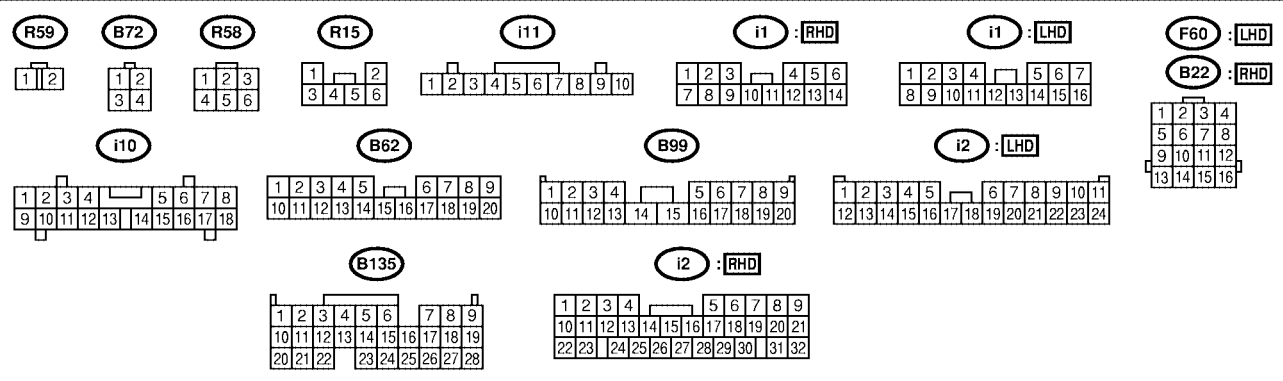 R59
1 2
B72
1 2
3 4
R58
1 2 3
4 5 6
R15
1 2
3 4 5 6
i11
1 2 3 4 5 6 7 8 9 10
i1 : RHD
1 2 3 4 5 6
7 8 9 10 11 12 13 14
i1 : LHD
1 2 3 4 5 6 7
8 9 10 11 12 13 14 15 16
F60 : LHD
B22 : RHD
1 2 3 4
5 6 7 8
9 10 11 12
13 14 15 16
i10
1 2 3 4 5 6 7 8
9 10 11 12 13 14 15 16 17 18
B62
1 2 3 4 5 6 7 8 9
10 11 12 13 14 15 16 17 18 19 20
B99
1 2 3 4 5 6 7 8 9
10 11 12 13 14 15 16 17 18 19 20
i2 : LHD
1 2 3 4 5 6 7 8 9 10 11
12 13 14 15 16 17 18 19 20 21 22 23 24
B135
1 2 3 4 5 6 7 8 9
10 11 12 13 14 15 16 17 18 19
20 21 22 23 24 25 26 27 28
i2 : RHD
1 2 3 4 5 6 7 8 9
10 11 12 13 14 15 16 17 18 19 20 21
22 23 24 25 26 27 28 29 30 31 32